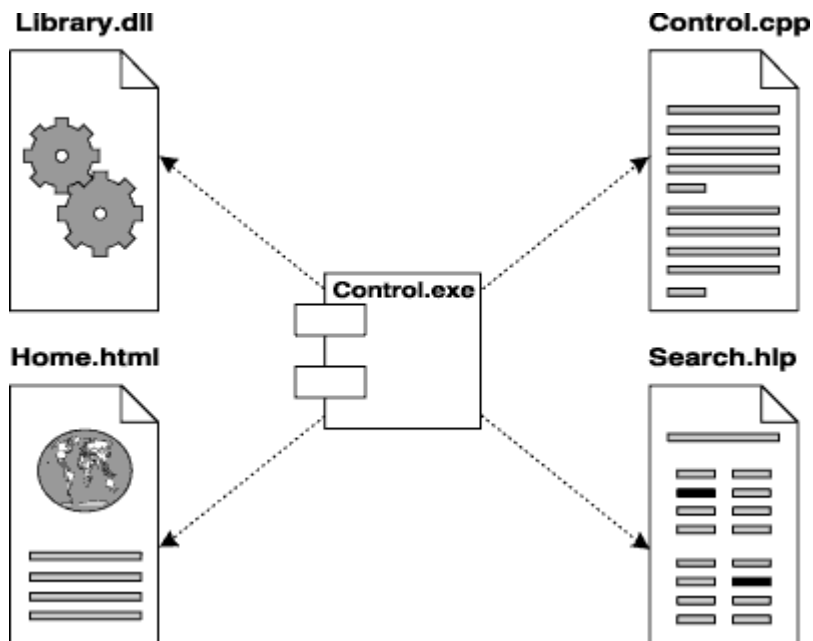 Library.dll
Control.cpp
Control.exe
Home.html
Search.hlp